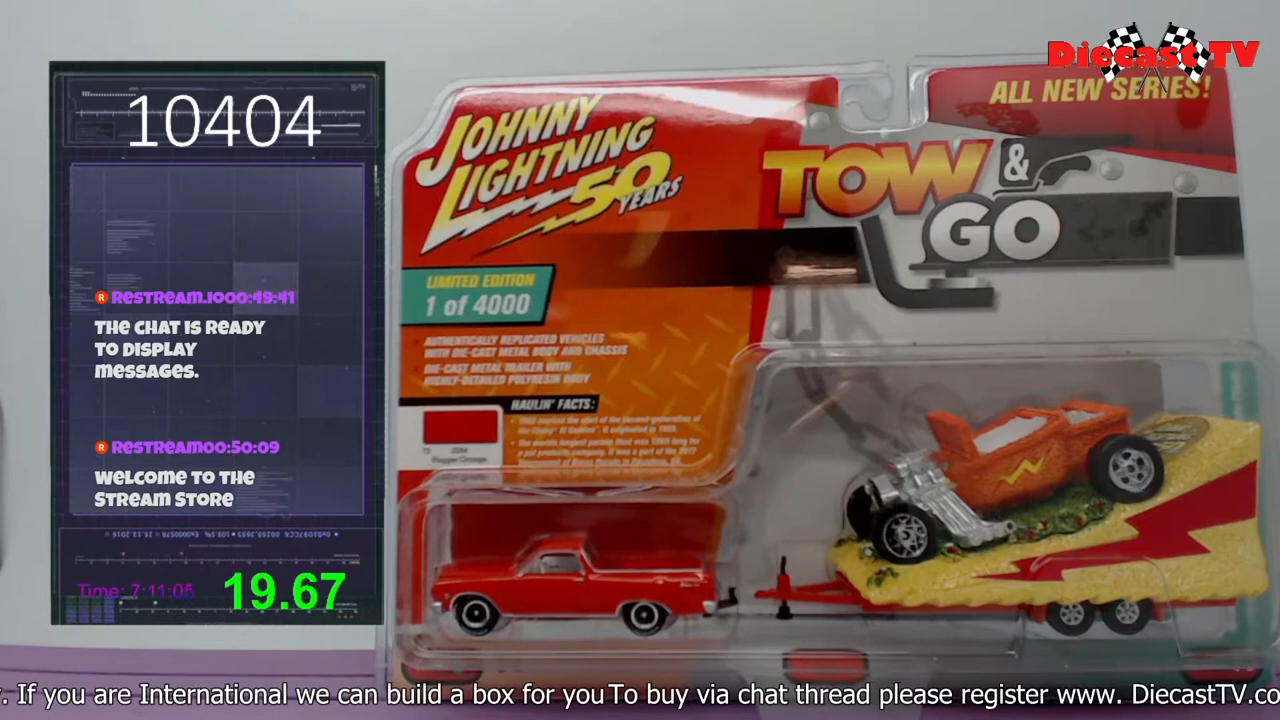 Diecast TV
10404
Restream.io00:49:41
The chat is ready
to display
messages.
Restream00:50:09
Welcome to the
Stream Store
Time: 7:11:05
19.67
JOHNNY
LIGHTNING
50
YEARS
LIMITED EDITION
1 of 4000
AUTHENTICALLY REPLICATED VEHICLES
WITH DIE-CAST METAL BODY AND CHASSIS
DIE-CAST METAL TRAILER WITH
HIGHLY-DETAILED POLYRESIN BODY
HAULIN' FACTS:
ALL NEW SERIES!
TOW &
GO
. If you are International we can build a box for you To buy via chat thread please register www. DiecastTV.co